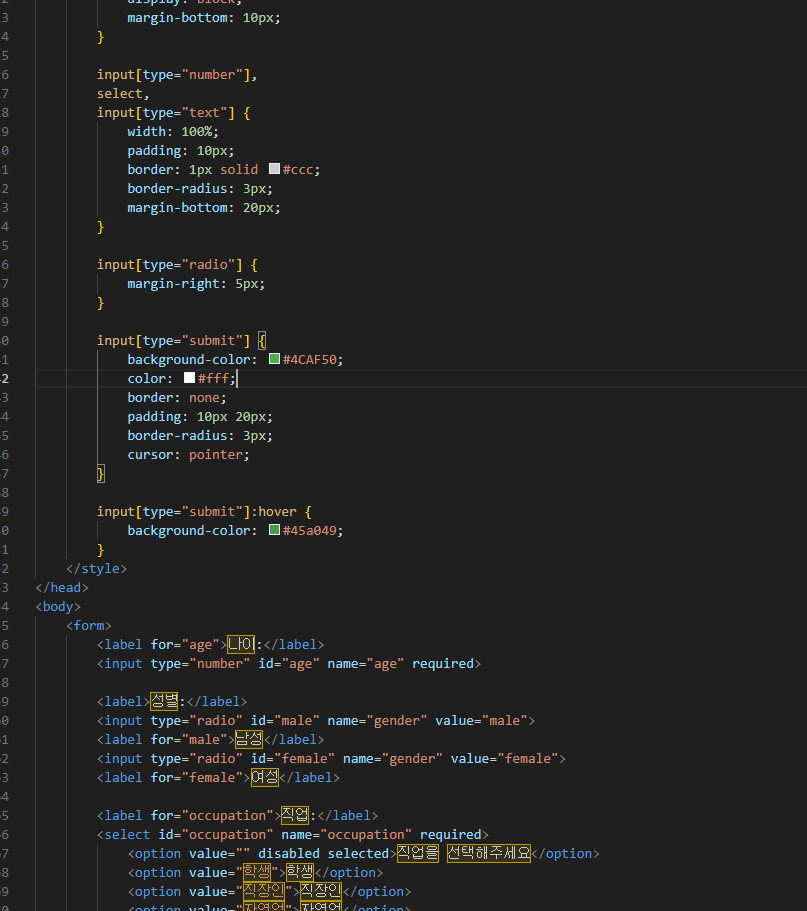 display: block;
3 margin-bottom: 10px;
4 }
5
6 input[type="number"],
7 select,
8 input[type="text"] {
9 width: 100%;
0 padding: 10px;
1 border: 1px solid #ccc;
2 border-radius: 3px;
3 margin-bottom: 20px;
4 }
5
6 input[type="radio"] {
7 margin-right: 5px;
8 }
9
0 input[type="submit"] {
1 background-color: #4CAF50;
2 color: #fff;
3 border: none;
4 padding: 10px 20px;
5 border-radius: 3px;
6 cursor: pointer;
7 }
8
9 input[type="submit"]:hover {
0 background-color: #45a049;
1 }
2 </style>
3 </head>
4 <body>
5 <form>
6 <label for="age">나이:</label>
7 <input type="number" id="age" name="age" required>
8
9 <label>성별:</label>
0 <input type="radio" id="male" name="gender" value="male">
1 <label for="male">남성</label>
2 <input type="radio" id="female" name="gender" value="female">
3 <label for="female">여성</label>
4
5 <label for="occupation">직업:</label>
6 <select id="occupation" name="occupation" required>
7 <option value="" disabled selected>직업을 선택해주세요</option>
8 <option value="학생">학생</option>
9 <option value="직장인">직장인</option>
0 <option value="자영업">자영업</option>